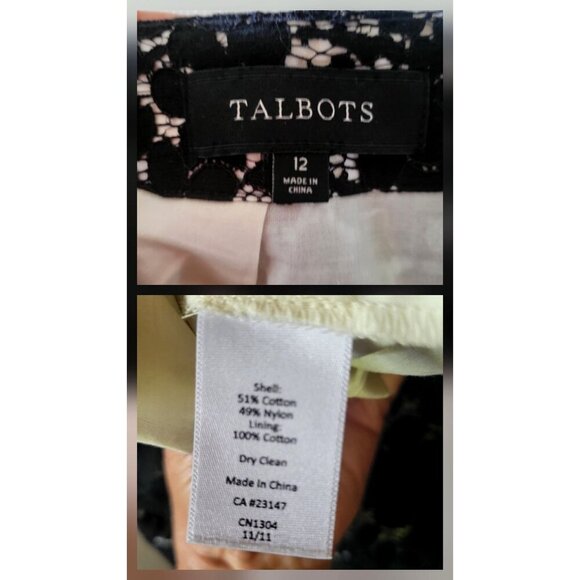 TALBOTS
12
MADE IN
CHINA
Shell:
51% Cotton
49% Nylon
Lining:
100% Cotton
Dry Clean
Made In China
CA #23147
CN1304
11/11